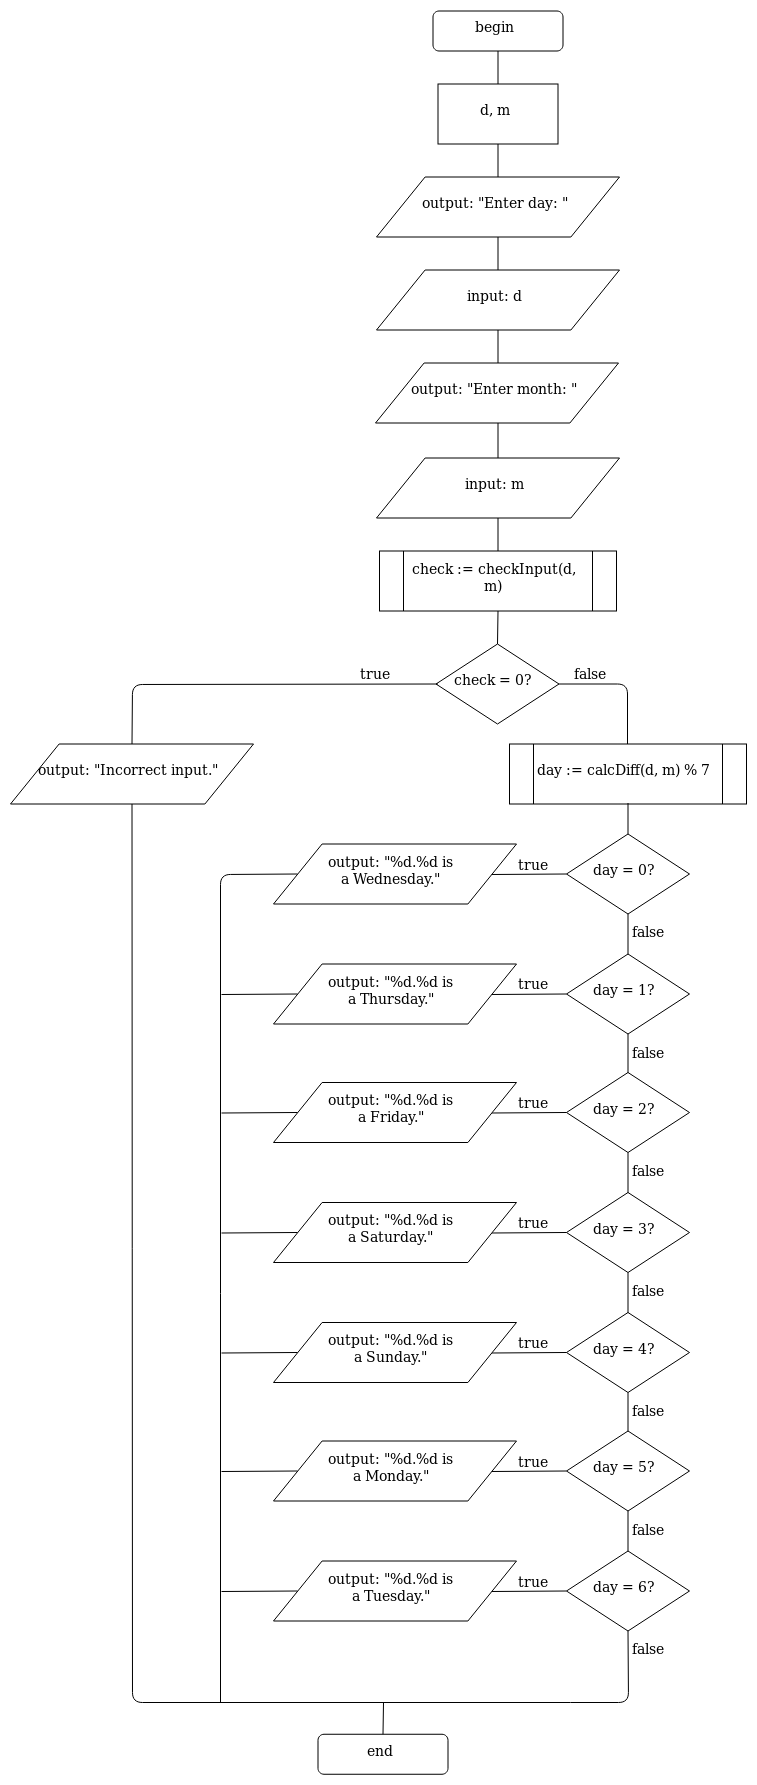 begin
d, m
output: "Enter day: "
input: d
output: "Enter month: "
input: m
check := checkInput(d,
m)
true
check = 0?
false
output: "Incorrect input."
day := calcDiff(d, m) % 7
output: "%d.%d is
a Wednesday."
true
day = 0?
false
output: "%d.%d is
a Thursday."
true
day = 1?
false
output: "%d.%d is
a Friday."
true
day = 2?
false
output: "%d.%d is
a Saturday."
true
day = 3?
false
output: "%d.%d is
a Sunday."
true
day = 4?
false
output: "%d.%d is
a Monday."
true
day = 5?
false
output: "%d.%d is
a Tuesday."
true
day = 6?
false
end